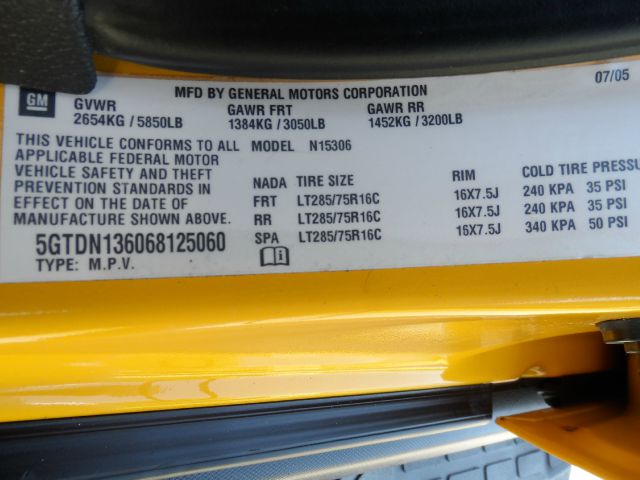 MFD BY GENERAL MOTORS CORPORATION 07/05
GM GVWR GAWR FRT GAWR RR
2654KG / 5850LB 1384KG / 3050LB 1452KG / 3200LB
THIS VEHICLE CONFORMS TO ALL MODEL N15306
APPLICABLE FEDERAL MOTOR
VEHICLE SAFETY AND THEFT NADA TIRE SIZE RIM COLD TIRE PRESSU
PREVENTION STANDARDS IN FRT LT285/75R16C 16X7.5J 240 KPA 35 PSI
EFFECT ON THE DATE OF RR LT285/75R16C 16X7.5J 240 KPA 35 PSI
MANUFACTURE SHOWN ABOVE. SPA LT285/75R16C 16X7.5J 340 KPA 50 PSI
5GTDN136068125060
TYPE: M.P.V.